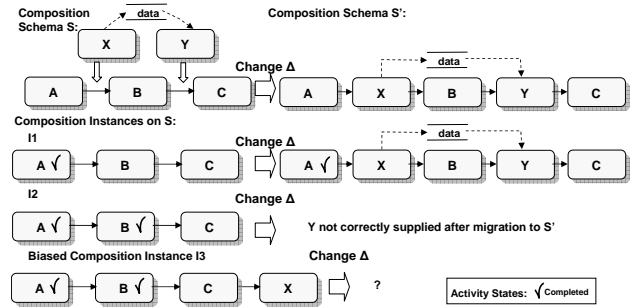 Composition Schema S:
data
Composition Schema S':
X
Y
data
Change Δ
A
B
C
A
X
B
Y
C
Composition Instances on S:
I1
Change Δ
data
A √
B
C
A √
X
B
Y
C
I2
Change Δ
A √
B √
C
Y not correctly supplied after migration to S'
Biased Composition Instance I3
Change Δ
A √
B √
C
X
?
Activity States: √ Completed